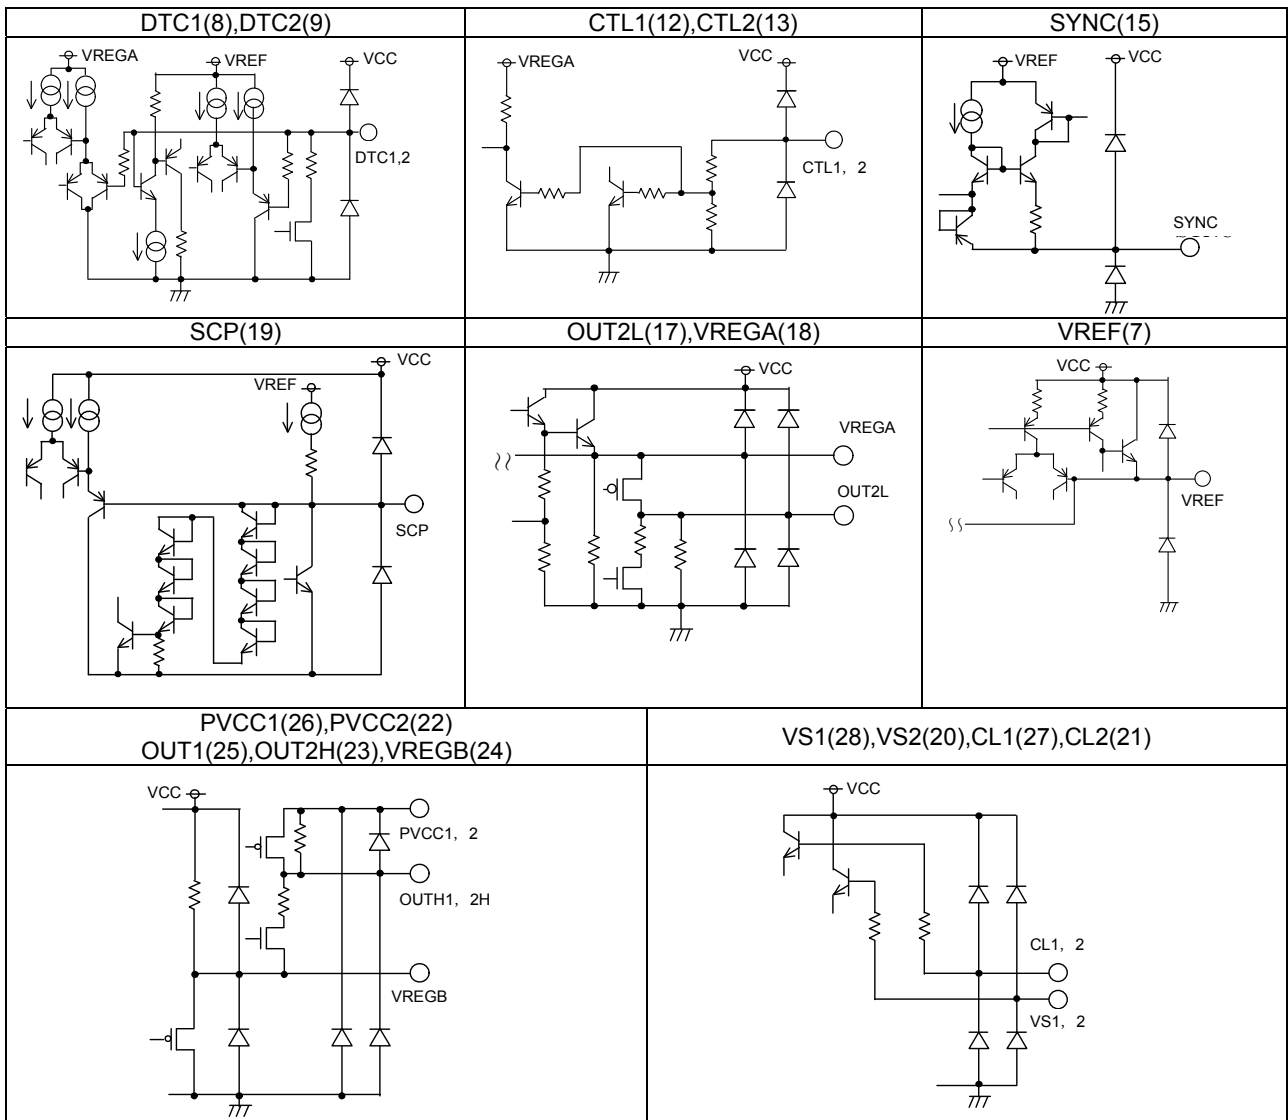 DTC1(8),DTC2(9)
CTL1(12),CTL2(13)
SYNC(15)
VREGA
VREF
VCC
DTC1,2
VREGA
VCC
CTL1, 2
VREF
VCC
SYNC
SCP(19)
OUT2L(17),VREGA(18)
VREF(7)
VCC
VREF
SCP
VCC
VREGA
OUT2L
VCC
VREF
PVCC1(26),PVCC2(22)
OUT1(25),OUT2H(23),VREGB(24)
VS1(28),VS2(20),CL1(27),CL2(21)
VCC
PVCC1, 2
OUTH1, 2H
VREGB
VCC
CL1, 2
VS1, 2